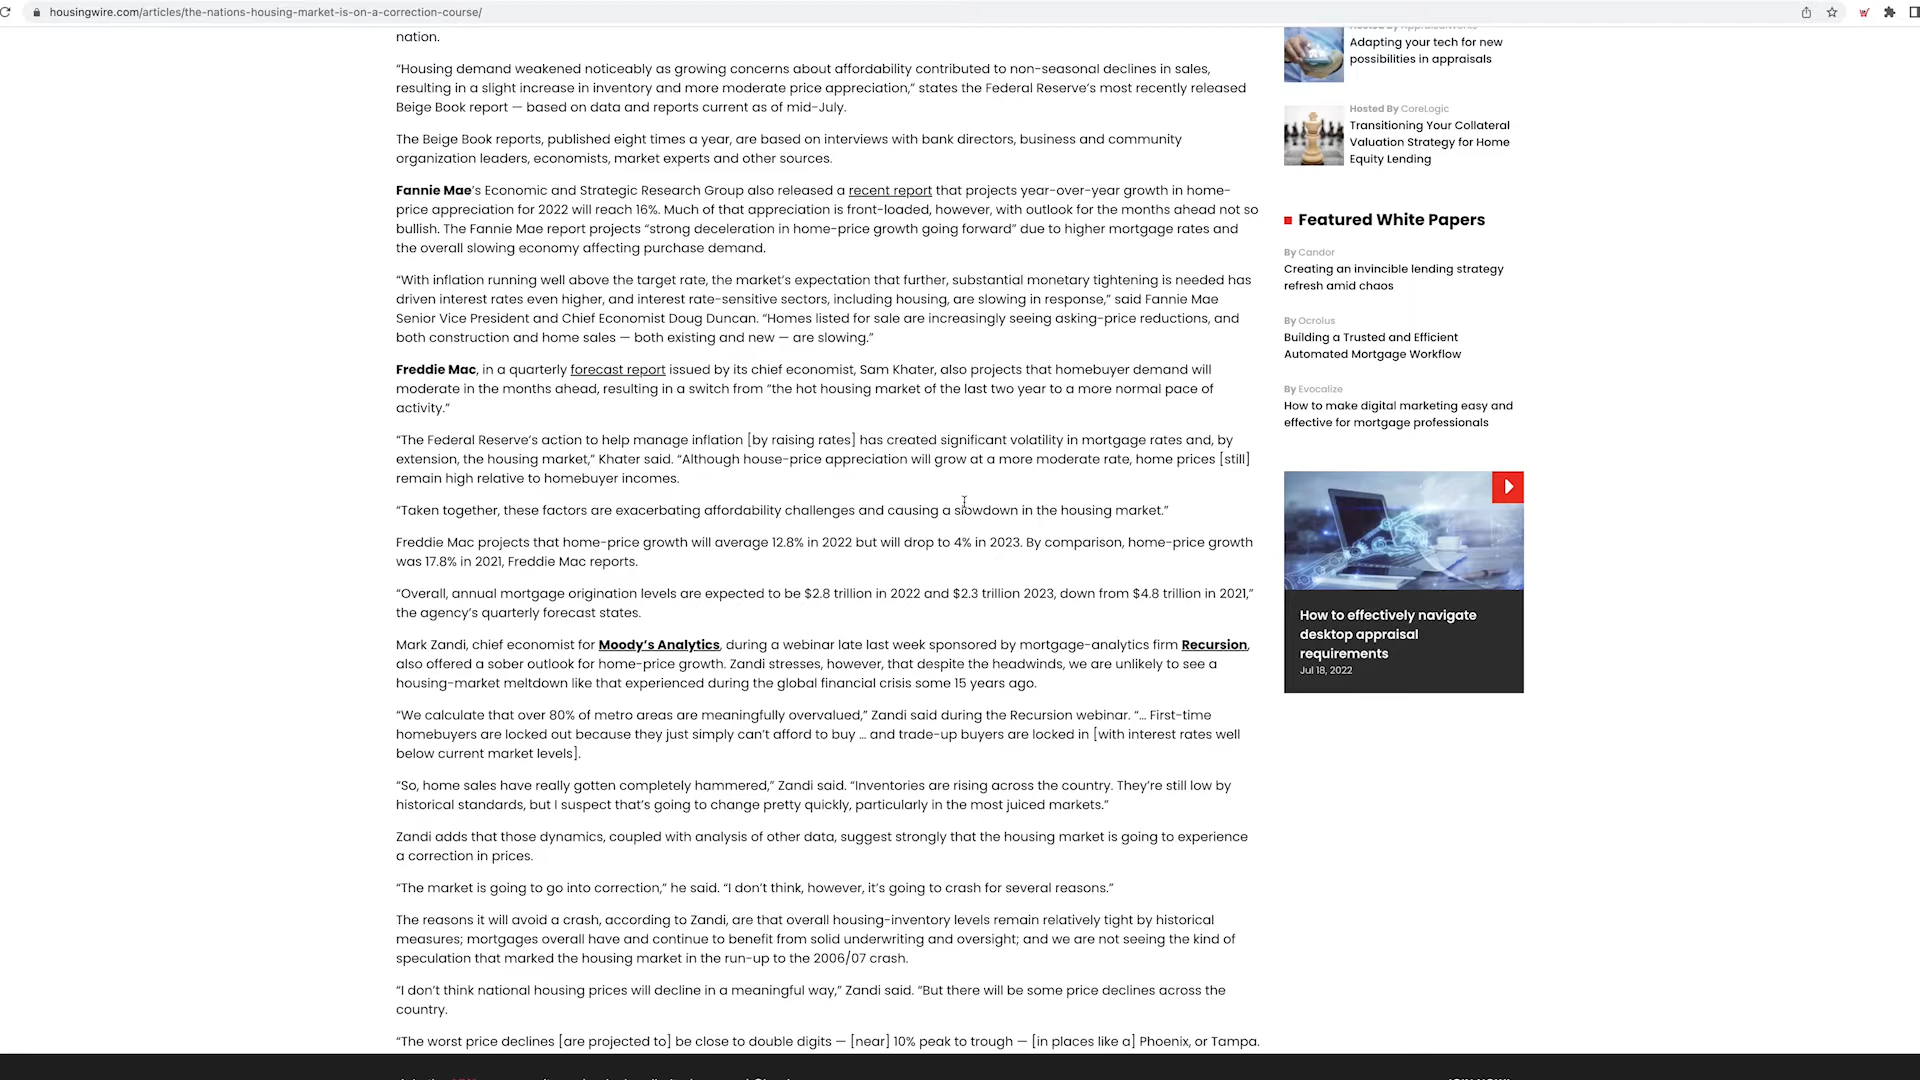 housingwire.com/articles/the-nations-housing-market-is-on-a-correction-course/
nation.
“Housing demand weakened noticeably as growing concerns about affordability contributed to non-seasonal declines in sales,
resulting in a slight increase in inventory and more moderate price appreciation,” states the Federal Reserve’s most recently released
Beige Book report — based on data and reports current as of mid-July.
The Beige Book reports, published eight times a year, are based on interviews with bank directors, business and community
organization leaders, economists, market experts and other sources.
Fannie Mae’s Economic and Strategic Research Group also released a recent report that projects year-over-year growth in home-
price appreciation for 2022 will reach 16%. Much of that appreciation is front-loaded, however, with outlook for the months ahead not so
bullish. The Fannie Mae report projects “strong deceleration in home-price growth going forward” due to higher mortgage rates and
the overall slowing economy affecting purchase demand.
“With inflation running well above the target rate, the market’s expectation that further, substantial monetary tightening is needed has
driven interest rates even higher, and interest rate-sensitive sectors, including housing, are slowing in response,” said Fannie Mae
Senior Vice President and Chief Economist Doug Duncan. “Homes listed for sale are increasingly seeing asking-price reductions, and
both construction and home sales — both existing and new — are slowing.”
Freddie Mac, in a quarterly forecast report issued by its chief economist, Sam Khater, also projects that homebuyer demand will
moderate in the months ahead, resulting in a switch from “the hot housing market of the last two year to a more normal pace of
activity.”
“The Federal Reserve’s action to help manage inflation [by raising rates] has created significant volatility in mortgage rates and, by
extension, the housing market,” Khater said. “Although house-price appreciation will grow at a more moderate rate, home prices [still]
remain high relative to homebuyer incomes.
“Taken together, these factors are exacerbating affordability challenges and causing a slowdown in the housing market.”
Freddie Mac projects that home-price growth will average 12.8% in 2022 but will drop to 4% in 2023. By comparison, home-price growth
was 17.8% in 2021, Freddie Mac reports.
“Overall, annual mortgage origination levels are expected to be $2.8 trillion in 2022 and $2.3 trillion 2023, down from $4.8 trillion in 2021,”
the agency’s quarterly forecast states.
Mark Zandi, chief economist for Moody’s Analytics, during a webinar late last week sponsored by mortgage-analytics firm Recursion,
also offered a sober outlook for home-price growth. Zandi stresses, however, that despite the headwinds, we are unlikely to see a
housing-market meltdown like that experienced during the global financial crisis some 15 years ago.
“We calculate that over 80% of metro areas are meaningfully overvalued,” Zandi said during the Recursion webinar. “… First-time
homebuyers are locked out because they just simply can’t afford to buy … and trade-up buyers are locked in [with interest rates well
below current market levels].
“So, home sales have really gotten completely hammered,” Zandi said. “Inventories are rising across the country. They’re still low by
historical standards, but I suspect that’s going to change pretty quickly, particularly in the most juiced markets.”
Zandi adds that those dynamics, coupled with analysis of other data, suggest strongly that the housing market is going to experience
a correction in prices.
“The market is going to go into correction,” he said. “I don’t think, however, it’s going to crash for several reasons.”
The reasons it will avoid a crash, according to Zandi, are that overall housing-inventory levels remain relatively tight by historical
measures; mortgages overall have and continue to benefit from solid underwriting and oversight; and we are not seeing the kind of
speculation that marked the housing market in the run-up to the 2006/07 crash.
“I don’t think national housing prices will decline in a meaningful way,” Zandi said. “But there will be some price declines across the
country.
“The worst price declines [are projected to] be close to double digits — [near] 10% peak to trough — [in places like a] Phoenix, or Tampa.
Adapting your tech for new
possibilities in appraisals
Hosted By CoreLogic
Transitioning Your Collateral
Valuation Strategy for Home
Equity Lending
Featured White Papers
By Candor
Creating an invincible lending strategy
refresh amid chaos
By Ocrolus
Building a Trusted and Efficient
Automated Mortgage Workflow
By Evocalize
How to make digital marketing easy and
effective for mortgage professionals
How to effectively navigate
desktop appraisal
requirements
Jul 18, 2022